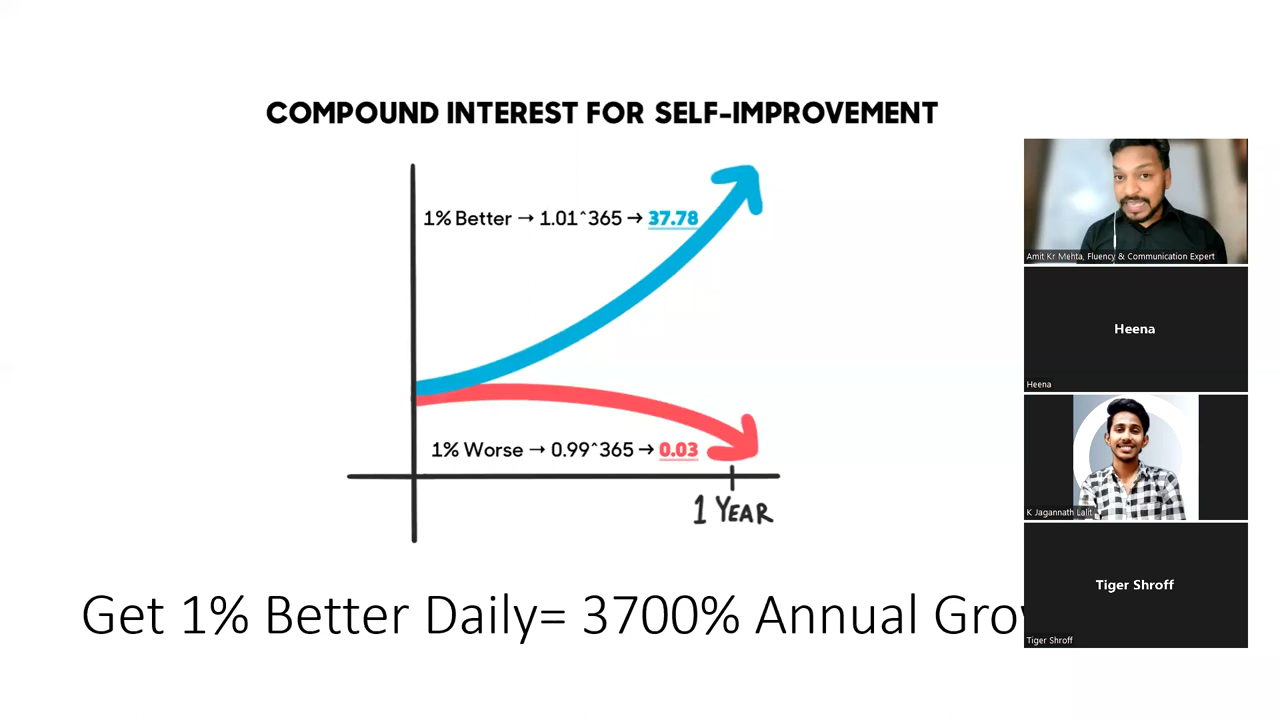 COMPOUND INTEREST FOR SELF-IMPROVEMENT
1% Better → 1.01^365 → 37.78
1% Worse → 0.99^365 → 0.03
1 YEAR
Get 1% Better Daily= 3700% Annual
Amit Kr Mehta, Fluency & Communication Expert
Heena
Heena
K Jagannath Lalit
Tiger Shroff
Tiger Shroff